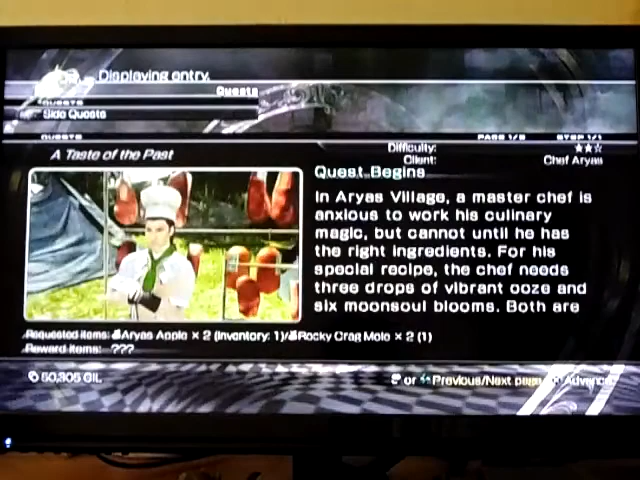 Displaying entry.
Quests
QUESTS
Side Quests
QUESTS
PAGE 1/2 STEP 1/1
A Taste of the Past
Difficulty: ★★☆
Client: Chef Aryas
Quest Begins
In Aryas Village, a master chef is
anxious to work his culinary
magic, but cannot until he has
the right ingredients. For his
special recipe, the chef needs
three drops of vibrant ooze and
six moonsoul blooms. Both are
Requested items: Aryas Apple × 2 (Inventory: 1)/Rocky Crag Mole × 2 (1)
Reward items: ???
50,305 GIL
or Previous/Next page Advance